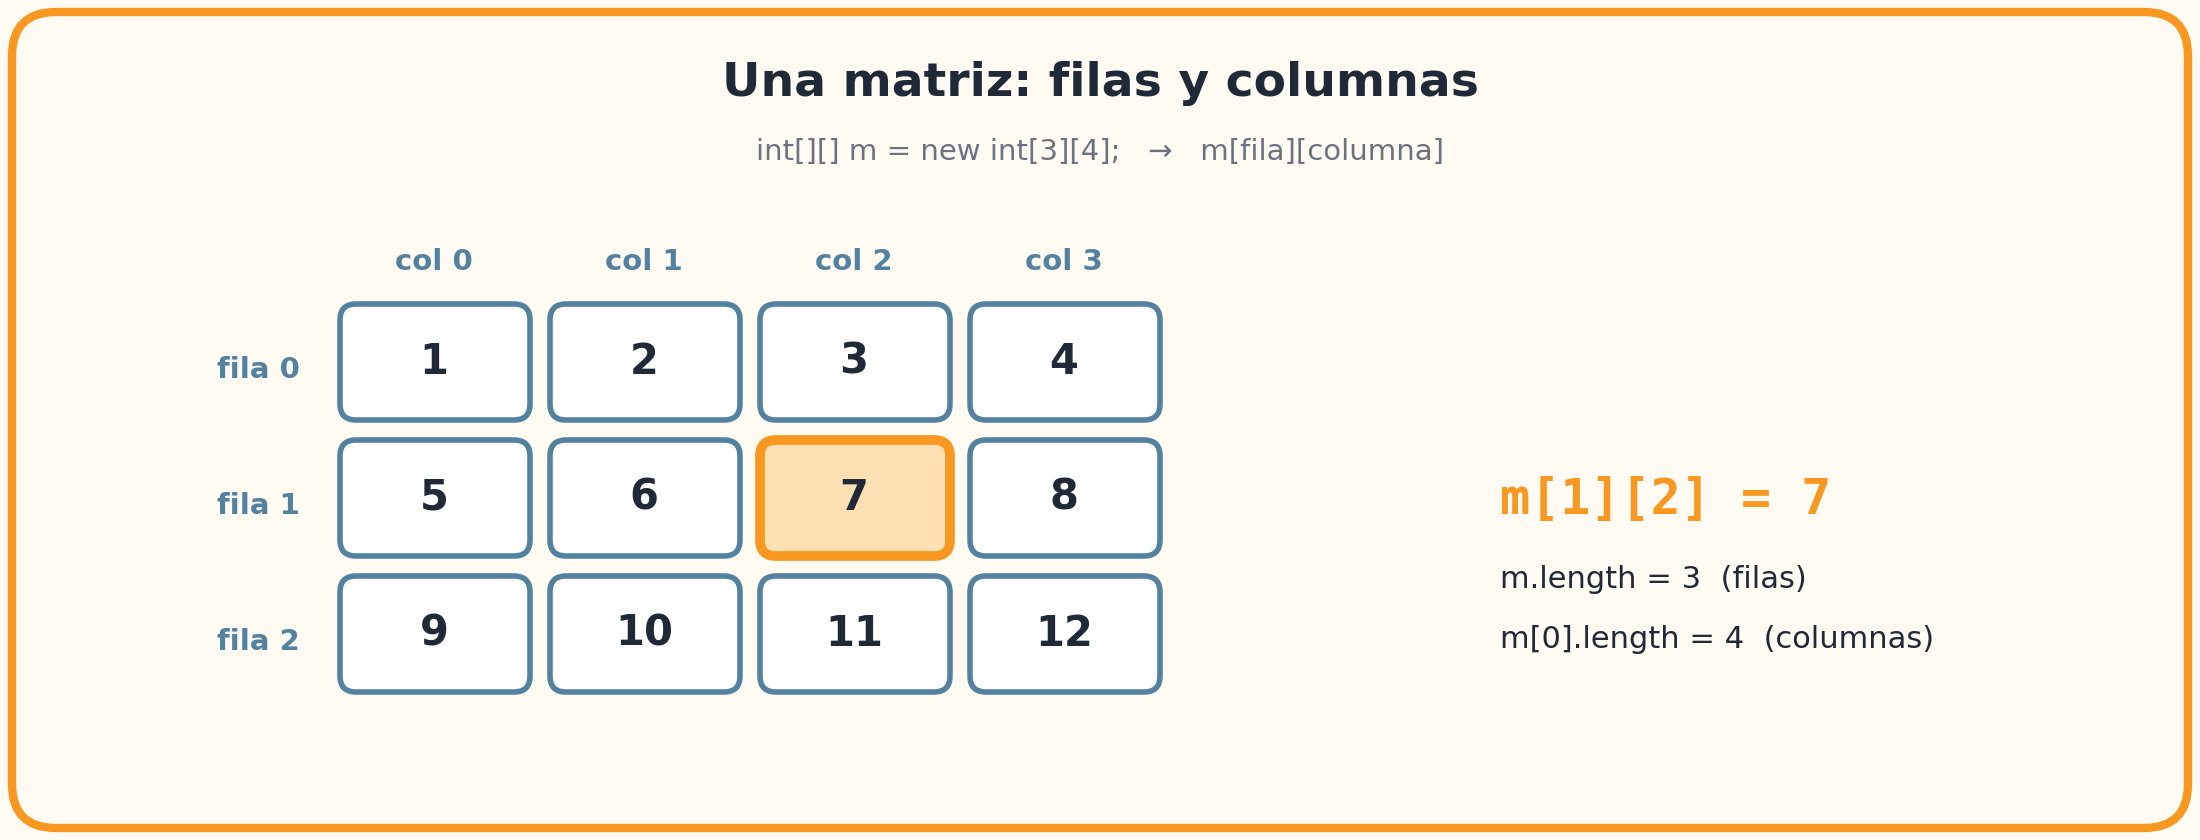 Una matriz: filas y columnas
int[][] m = new int[3][4]; → m[fila][columna]
col 0 col 1 col 2 col 3
fila 0 1 2 3 4
fila 1 5 6 7 8
fila 2 9 10 11 12
m[1][2] = 7
m.length = 3 (filas)
m[0].length = 4 (columnas)